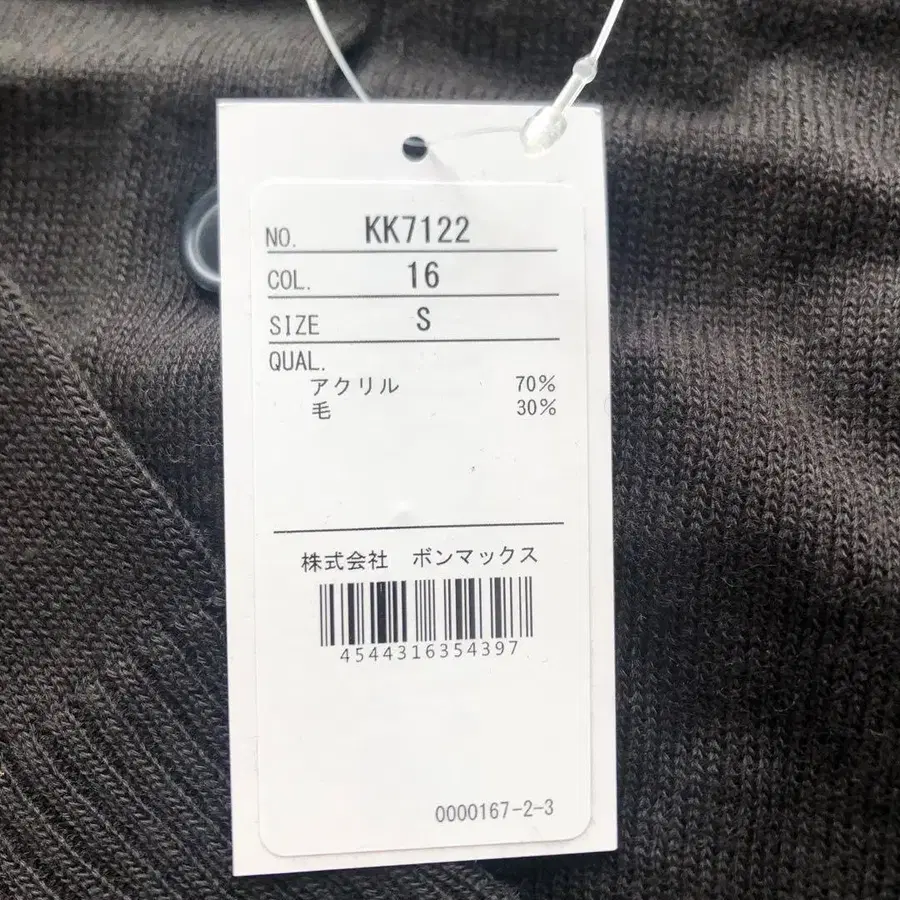 NO. KK7122
COL. 16
SIZE S
QUAL.
アクリル 70%
毛 30%
株式会社 ボンマックス
4544316354397
0000167-2-3